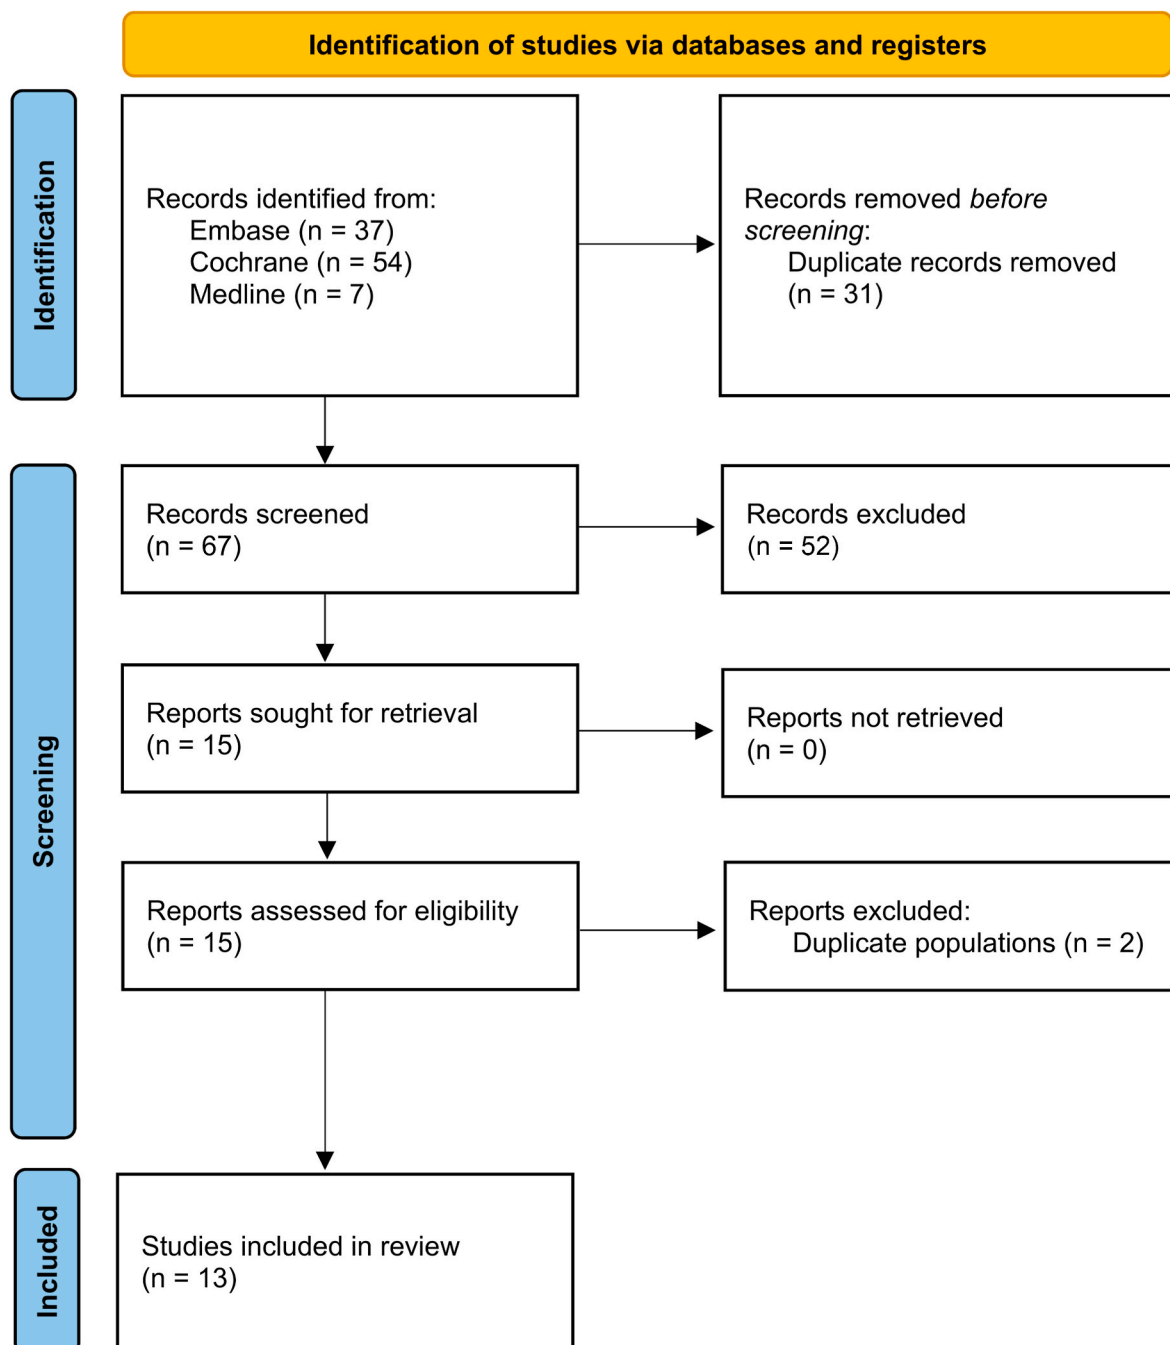 Identification of studies via databases and registers
Identification
Records identified from:
Embase (n = 37)
Cochrane (n = 54)
Medline (n = 7)
Records removed before
screening:
Duplicate records removed
(n = 31)
Screening
Records screened
(n = 67)
Records excluded
(n = 52)
Reports sought for retrieval
(n = 15)
Reports not retrieved
(n = 0)
Reports assessed for eligibility
(n = 15)
Reports excluded:
Duplicate populations (n = 2)
Included
Studies included in review
(n = 13)